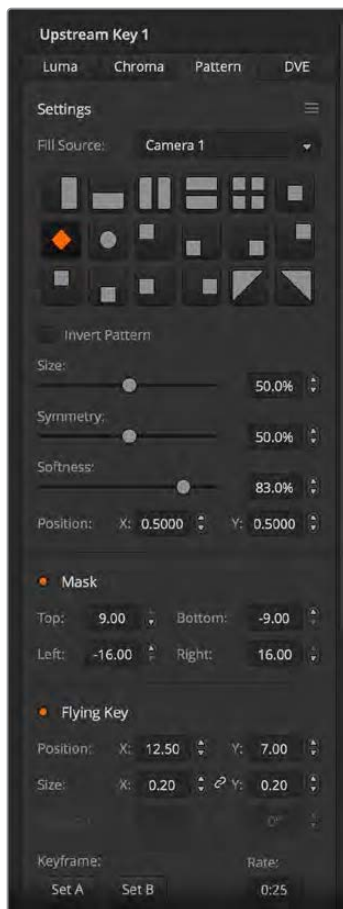 Upstream Key 1
Luma Chroma Pattern DVE
Settings
Fill Source: Camera 1
Invert Pattern
Size:
50.0%
Symmetry:
50.0%
Softness:
83.0%
Position: X: 0.5000 Y: 0.5000
Mask
Top: 9.00 Bottom: -9.00
Left: -16.00 Right: 16.00
Flying Key
Position: X: 12.50 Y: 7.00
Size: X: 0.20 Y: 0.20
0°
Keyframe: Rate:
Set A Set B 0:25